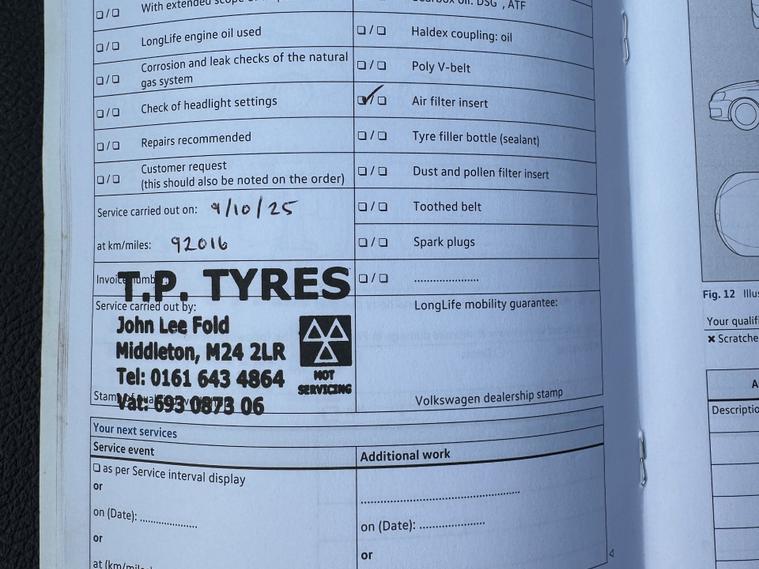 With extended scope
Gearbox oil: DSG, ATF
LongLife engine oil used
Haldex coupling: oil
Corrosion and leak checks of the natural
gas system
Poly V-belt
Check of headlight settings
Air filter insert
Repairs recommended
Tyre filler bottle (sealant)
Customer request
(this should also be noted on the order)
Dust and pollen filter insert
Service carried out on: 9/10/25
Toothed belt
at km/miles: 92016
Spark plugs
Invoice number
....................
T.P. TYRES
Service carried out by:
LongLife mobility guarantee:
John Lee Fold
Middleton, M24 2LR
Tel: 0161 643 4864
Vat: 693 0873 06
MOT
SERVICING
Volkswagen dealership stamp
Your next services
Service event
Additional work
as per Service interval display
or
on (Date): ..................
or
at (km/miles
.................................................
on (Date): ....................
or
Fig. 12 Illus
Your qualif
✖ Scratche
A
Descriptio